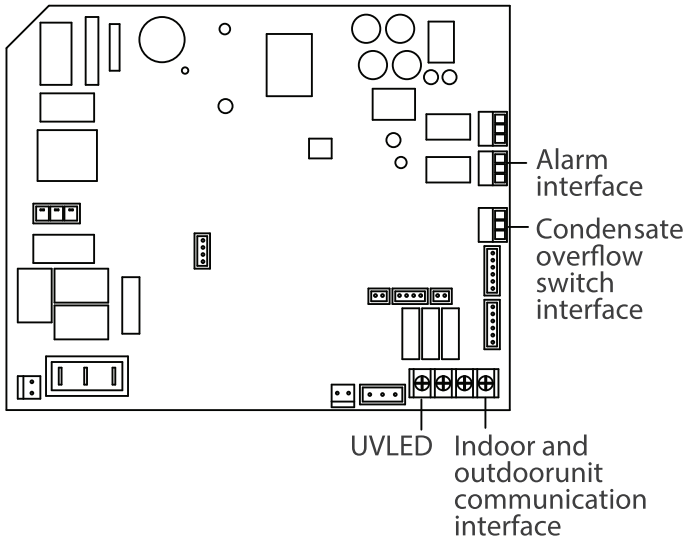 Alarm
interface
Condensate
overflow
switch
interface
UVLED
Indoor and
outdoorunit
communication
interface